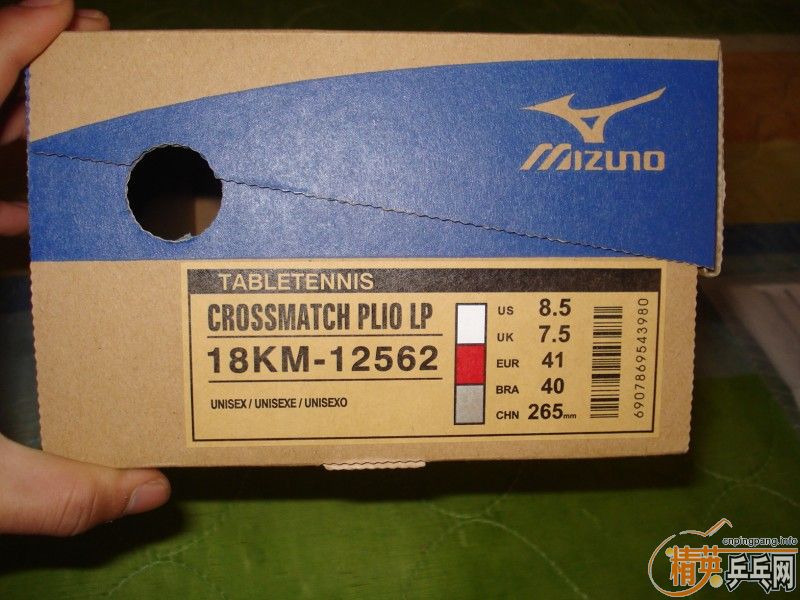 MIZUNO
TABLETENNIS
CROSSMATCH PLIO LP
18KM-12562
UNISEX / UNISEXE / UNISEXO
US 8.5
UK 7.5
EUR 41
BRA 40
CHN 265mm
6907869543980
cnpingpang.info
精英乒乓网